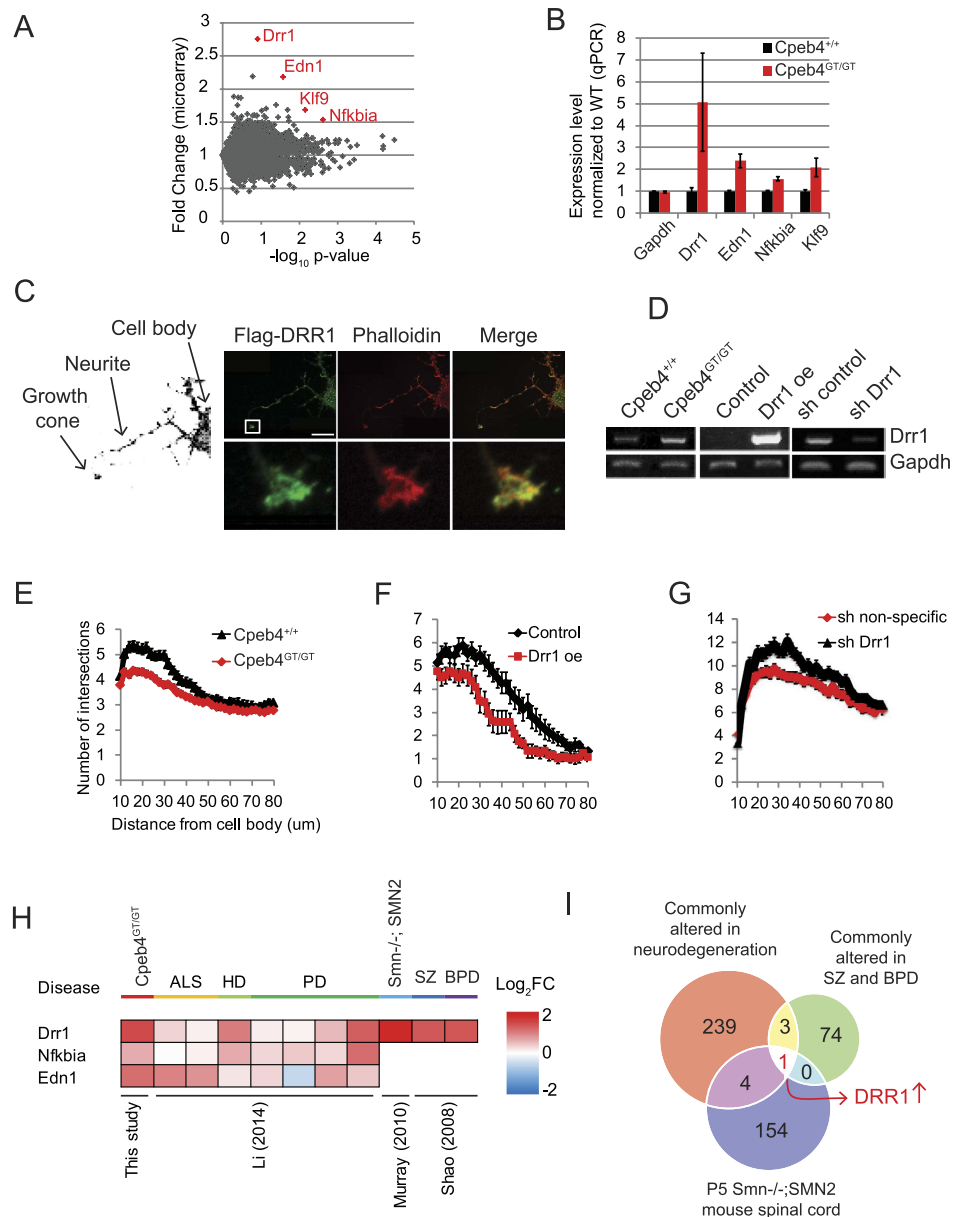 A
Fold Change (microarray)
3
2.5
2
1.5
1
0.5
0
0 1 2 3 4 5
-log10 p-value
Drr1
Edn1
Klf9
Nfkbia
B
Expression level
normalized to WT (qPCR)
8
7
6
5
4
3
2
1
0
Cpeb4+/+
Cpeb4GT/GT
Gapdh
Drr1
Edn1
Nfkbia
Klf9
C
Cell body
Neurite
Growth
cone
Flag-DRR1 Phalloidin Merge
D
Cpeb4+/+
Cpeb4GT/GT
Control
Drr1 oe
sh control
sh Drr1
Drr1
Gapdh
E
Number of intersections
6
5
4
3
2
1
0
Cpeb4+/+
Cpeb4GT/GT
10 20 30 40 50 60 70 80
Distance from cell body (um)
F
7
6
5
4
3
2
1
0
Control
Drr1 oe
10 20 30 40 50 60 70 80
G
14
12
10
8
6
4
2
0
sh non-specific
sh Drr1
10 20 30 40 50 60 70 80
H
Disease
Cpeb4GT/GT
ALS
HD
PD
Smn-/-; SMN2
SZ
BPD
Log2FC
2
0
-2
Drr1
Nfkbia
Edn1
This study
Li (2014)
Murray (2010)
Shao (2008)
I
Commonly
altered in
neurodegeneration
Commonly
altered in
SZ and BPD
239
3
74
1
0
4
154
DRR1↑
P5 Smn-/-;SMN2
mouse spinal cord